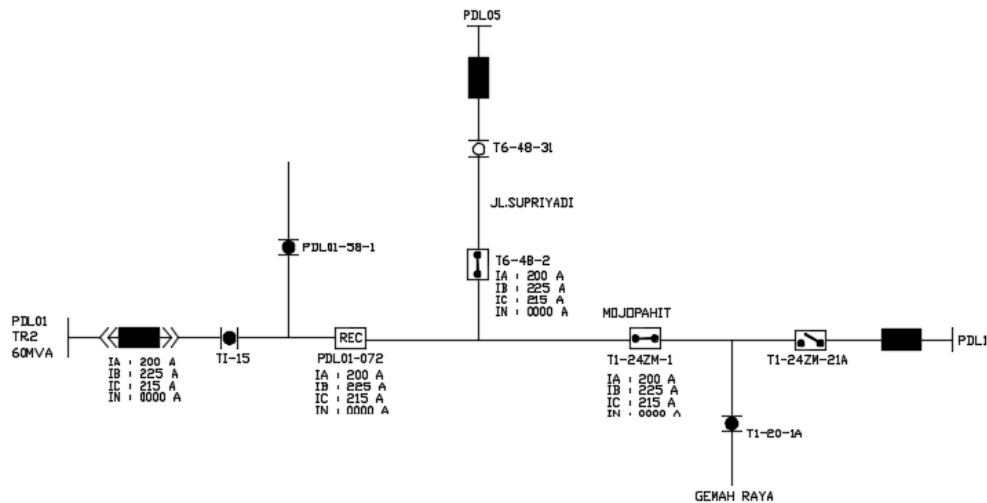 PDL05
T6-48-31
JL.SUPRIYADI
PDL01-58-1
T6-4B-2
IA : 200 A
IB : 225 A
IC : 215 A
IN : 0000 A
MOJOPAHIT
PDL01
TR2
60MVA
IA : 200 A
IB : 225 A
IC : 215 A
IN : 0000 A
TI-15
REC
PDL01-072
IA : 200 A
IB : 225 A
IC : 215 A
IN : 0000 A
T1-24ZM-1
IA : 200 A
IB : 225 A
IC : 215 A
IN : 0000 A
T1-24ZM-21A
PDL1
T1-20-1A
GEMAH RAYA